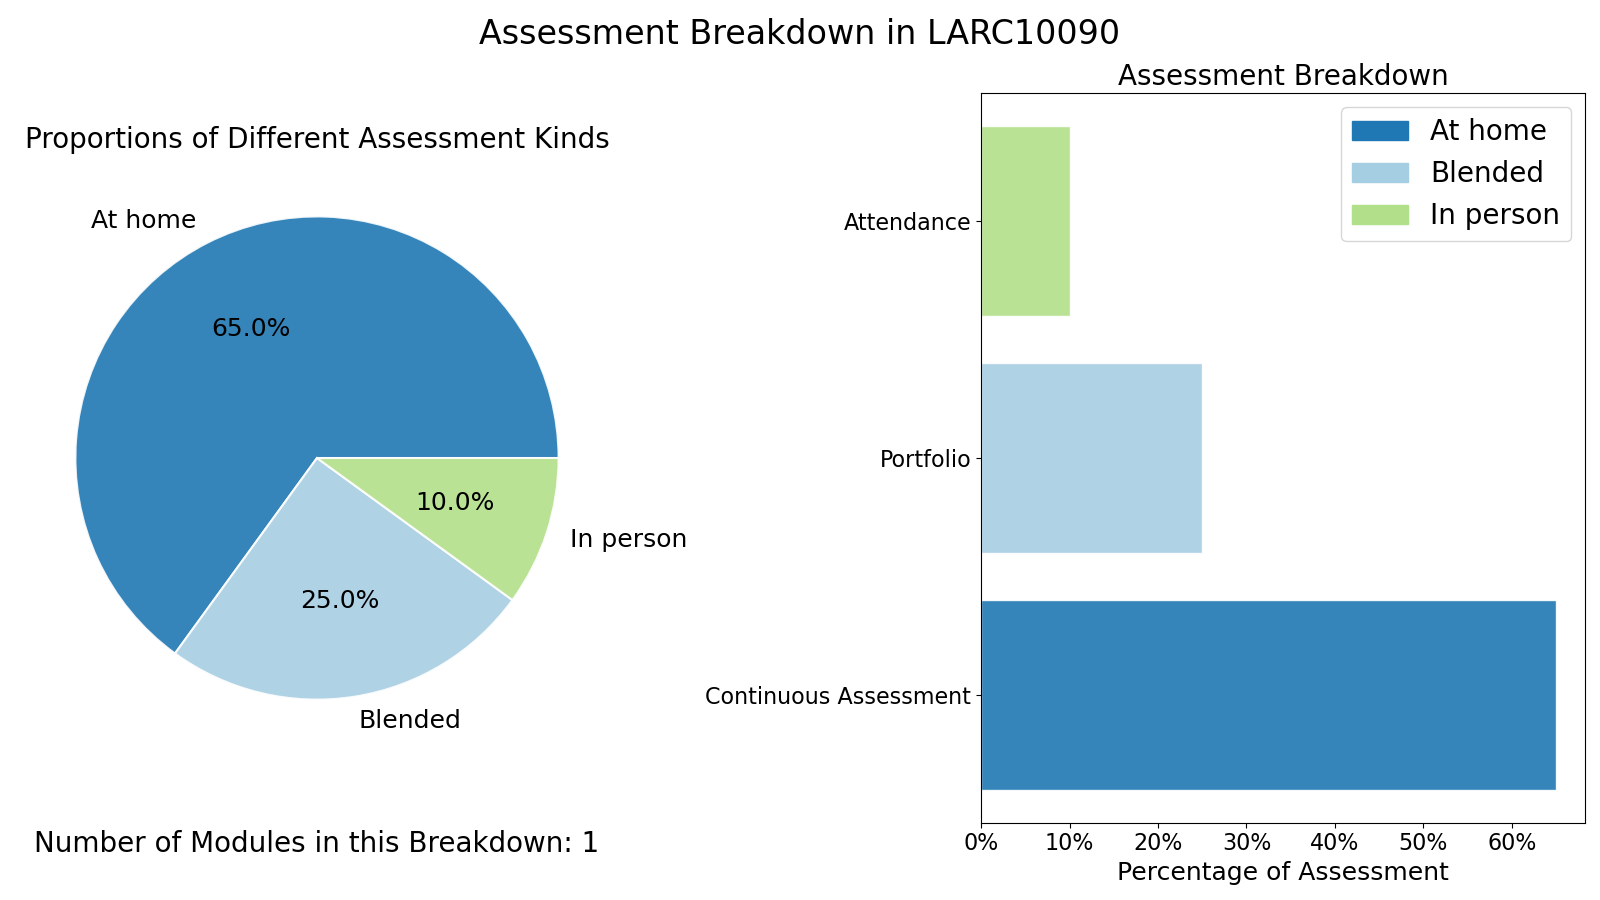 Assessment Breakdown in LARC10090
Proportions of Different Assessment Kinds
At home
65.0%
10.0%
In person
25.0%
Blended
Number of Modules in this Breakdown: 1
Assessment Breakdown
At home
Blended
In person
Attendance
Portfolio
Continuous Assessment
0% 10% 20% 30% 40% 50% 60%
Percentage of Assessment